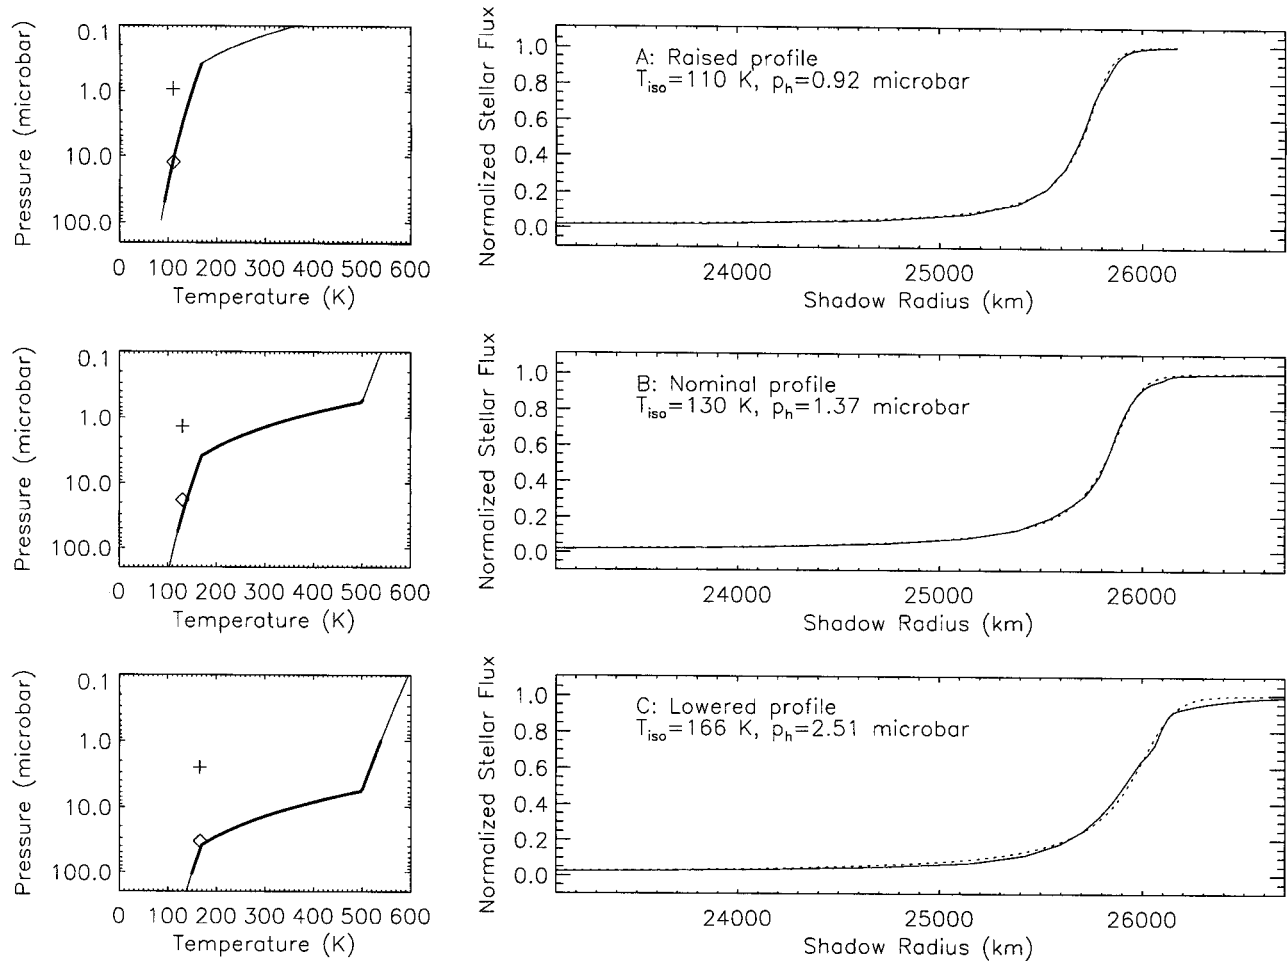 0.1
1.0
10.0
100.0
Pressure (microbar)
0 100 200 300 400 500 600
Temperature (K)
1.0
0.8
0.6
0.4
0.2
0.0
Normalized Stellar Flux
A: Raised profile
T_iso=110 K, p_h=0.92 microbar
24000 25000 26000
Shadow Radius (km)
0.1
1.0
10.0
100.0
Pressure (microbar)
0 100 200 300 400 500 600
Temperature (K)
1.0
0.8
0.6
0.4
0.2
0.0
Normalized Stellar Flux
B: Nominal profile
T_iso=130 K, p_h=1.37 microbar
24000 25000 26000
Shadow Radius (km)
0.1
1.0
10.0
100.0
Pressure (microbar)
0 100 200 300 400 500 600
Temperature (K)
1.0
0.8
0.6
0.4
0.2
0.0
Normalized Stellar Flux
C: Lowered profile
T_iso=166 K, p_h=2.51 microbar
24000 25000 26000
Shadow Radius (km)